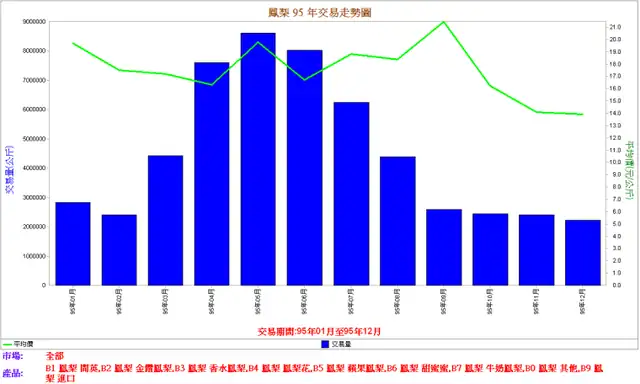 鳳梨 95 年交易走勢圖
9000000
8000000
7000000
6000000
5000000
4000000
3000000
2000000
1000000
0
交易量(公斤)
21.0
20.0
19.0
18.0
17.0
16.0
15.0
14.0
13.0
12.0
11.0
10.0
9.0
8.0
7.0
6.0
5.0
4.0
3.0
2.0
1.0
0.0
平均價(元/公斤)
95年01月
95年02月
95年03月
95年04月
95年05月
95年06月
95年07月
95年08月
95年09月
95年10月
95年11月
95年12月
交易期間:95年01月至95年12月
平均價
交易量
市場: 全部
產品: B1 鳳梨 開英,B2 鳳梨 金鑽鳳梨,B3 鳳梨 香水鳳梨,B4 鳳梨 鳳梨花,B5 鳳梨 蘋果鳳梨,B6 鳳梨 甜蜜蜜,B7 鳳梨 牛奶鳳梨,B0 鳳梨 其他,B9 鳳
梨 進口